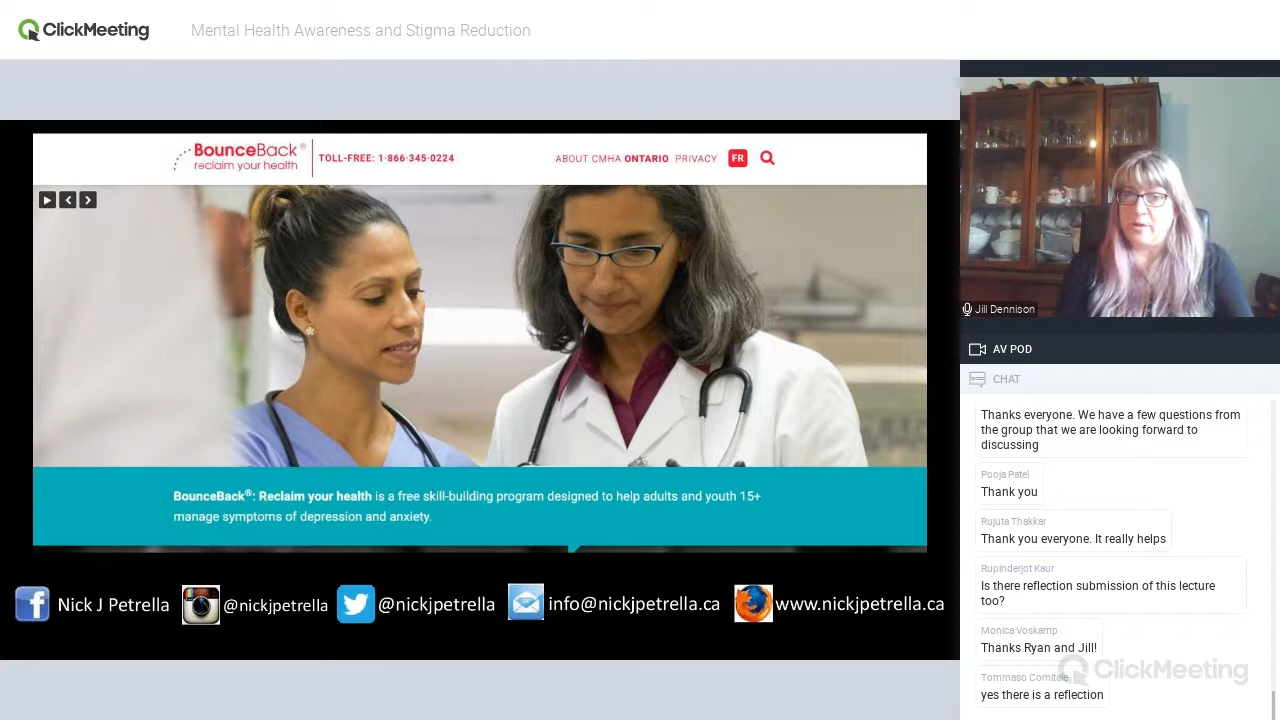 ClickMeeting
Mental Health Awareness and Stigma Reduction
BounceBack®
reclaim your health
TOLL-FREE: 1-866-345-0224
ABOUT CMHA ONTARIO PRIVACY FR
BounceBack®: Reclaim your health is a free skill-building program designed to help adults and youth 15+
manage symptoms of depression and anxiety.
Nick J Petrella
@nickjpetrella
@nickjpetrella
info@nickjpetrella.ca
www.nickjpetrella.ca
Jill Dennison
AV POD
CHAT
Thanks everyone. We have a few questions from
the group that we are looking forward to
discussing
Pooja Patel
Thank you
Rujuta Thakkar
Thank you everyone. It really helps
Rupinderjot Kaur
Is there reflection submission of this lecture
too?
Monica Voskamp
Thanks Ryan and Jill!
ClickMeeting
Tommaso Comitale
yes there is a reflection